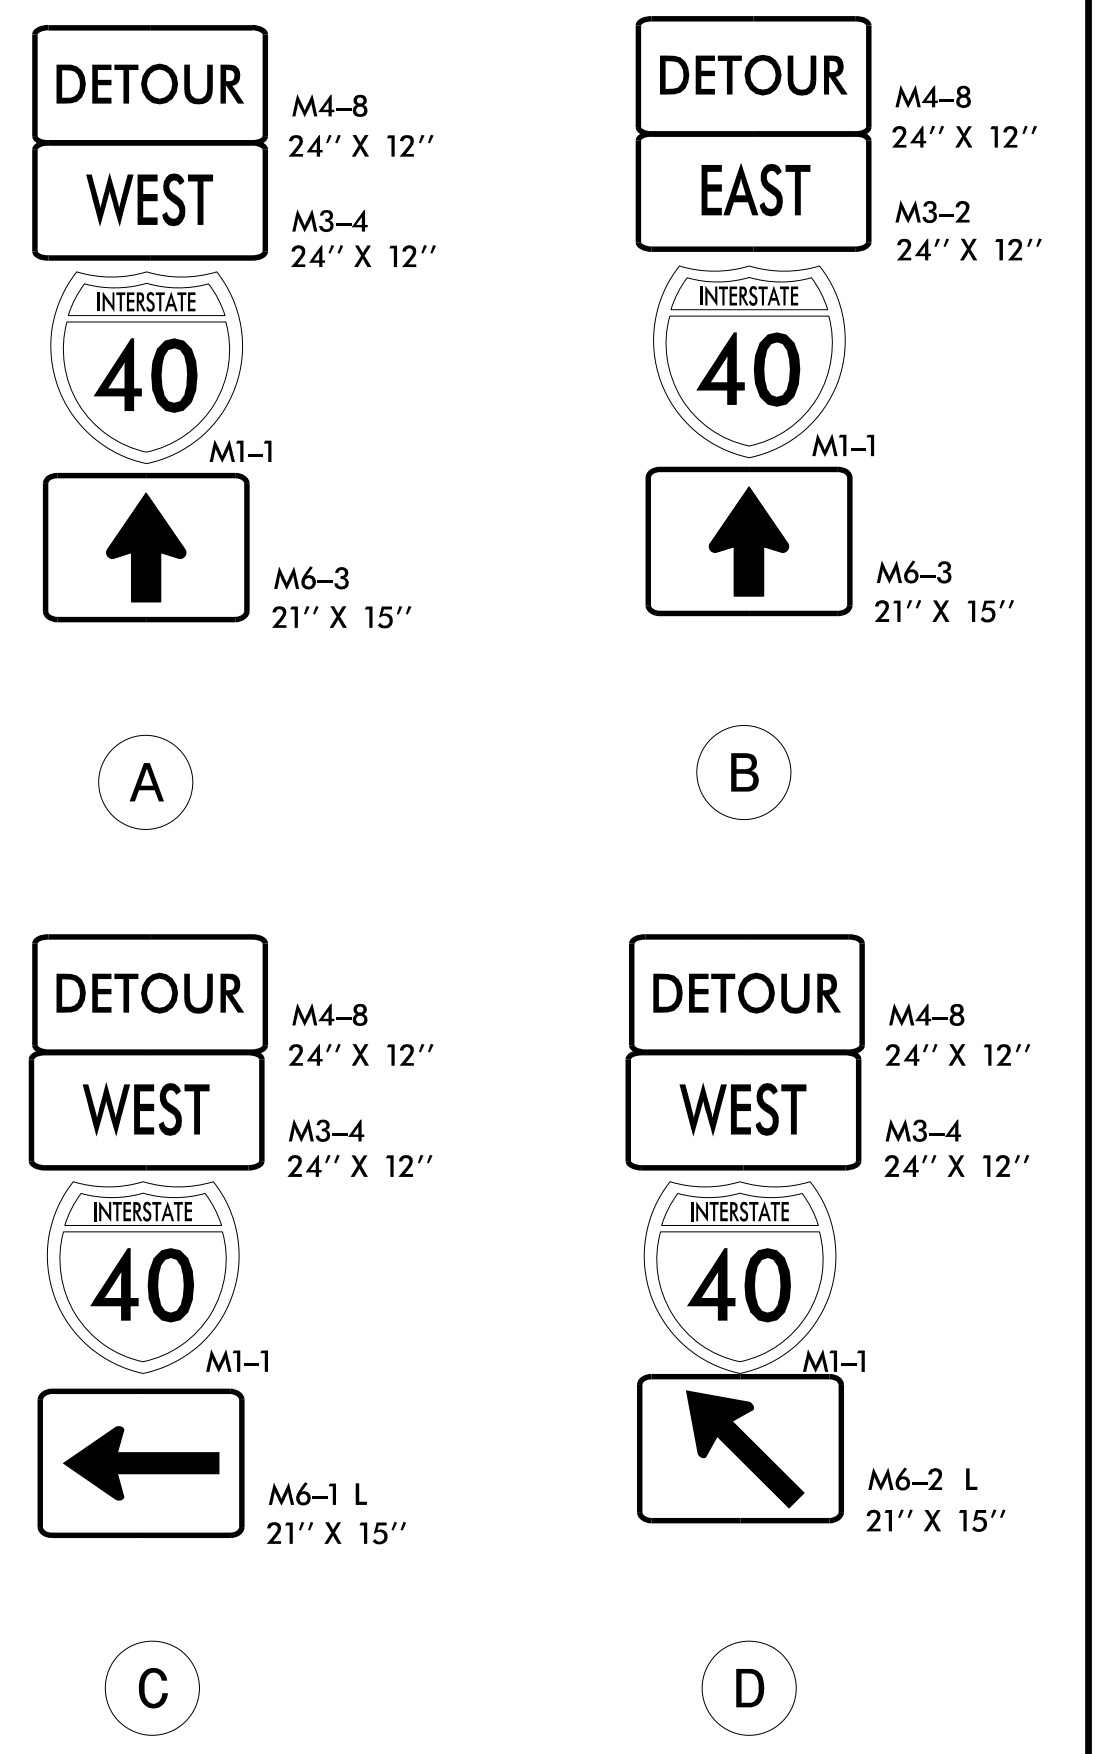 DETOUR
M4-8
24'' X 12''
WEST
M3-4
24'' X 12''
INTERSTATE
40
M1-1
M6-3
21'' X 15''
A
DETOUR
M4-8
24'' X 12''
EAST
M3-2
24'' X 12''
INTERSTATE
40
M1-1
M6-3
21'' X 15''
B
DETOUR
M4-8
24'' X 12''
WEST
M3-4
24'' X 12''
INTERSTATE
40
M1-1
M6-1 L
21'' X 15''
C
DETOUR
M4-8
24'' X 12''
WEST
M3-4
24'' X 12''
INTERSTATE
40
M1-1
M6-2 L
21'' X 15''
D